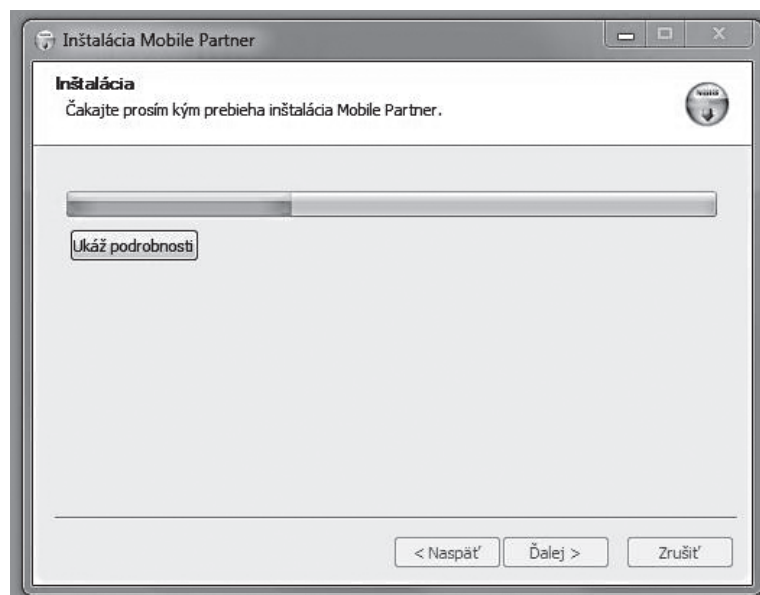 Inštalácia Mobile Partner
Inštalácia
Čakajte prosím kým prebieha inštalácia Mobile Partner.
Ukáž podrobnosti
< Naspäť
Ďalej >
Zrušiť